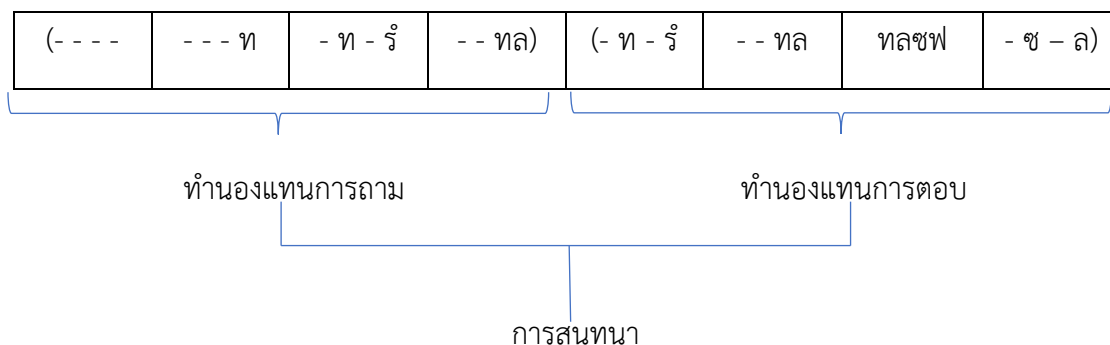 (- - - - - - - ท - ท - รํ - - ทล) (- ท - รํ - - ทล ทลซฟ - ซ – ล)
ทำนองแทนการถาม ทำนองแทนการตอบ
การสนทนา